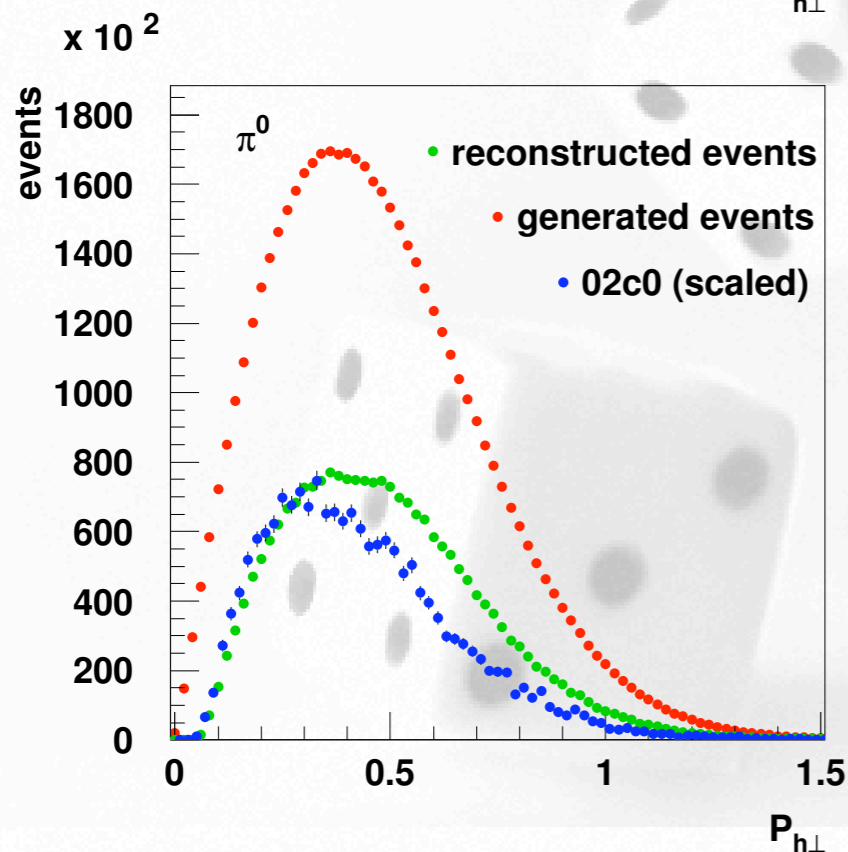 h⊥
x 10 2
events
1800
1600
1400
1200
1000
800
600
400
200
0
π0
reconstructed events
generated events
02c0 (scaled)
0 0.5 1 1.5
Ph⊥